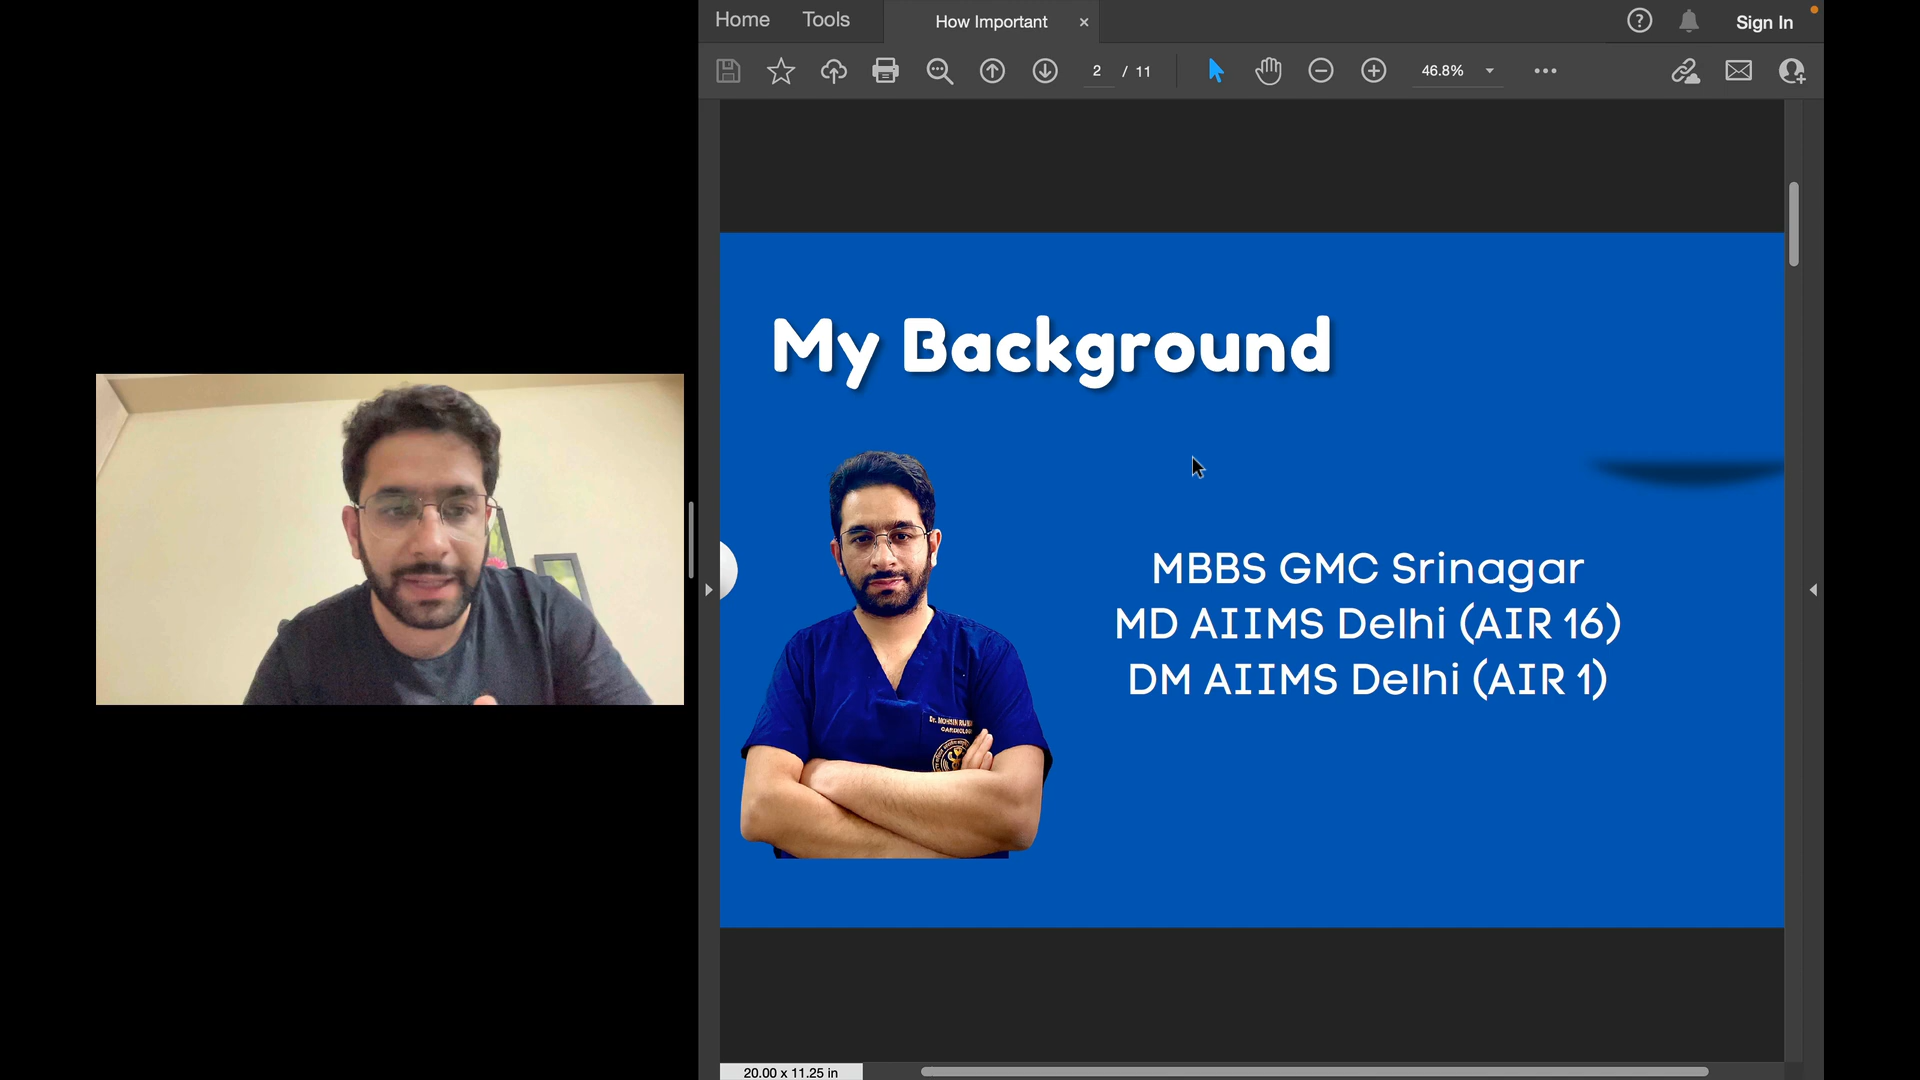 Home Tools How Important × Sign In
2 / 11 46.8%
My Background
MBBS GMC Srinagar
MD AIIMS Delhi (AIR 16)
DM AIIMS Delhi (AIR 1)
20.00 x 11.25 in